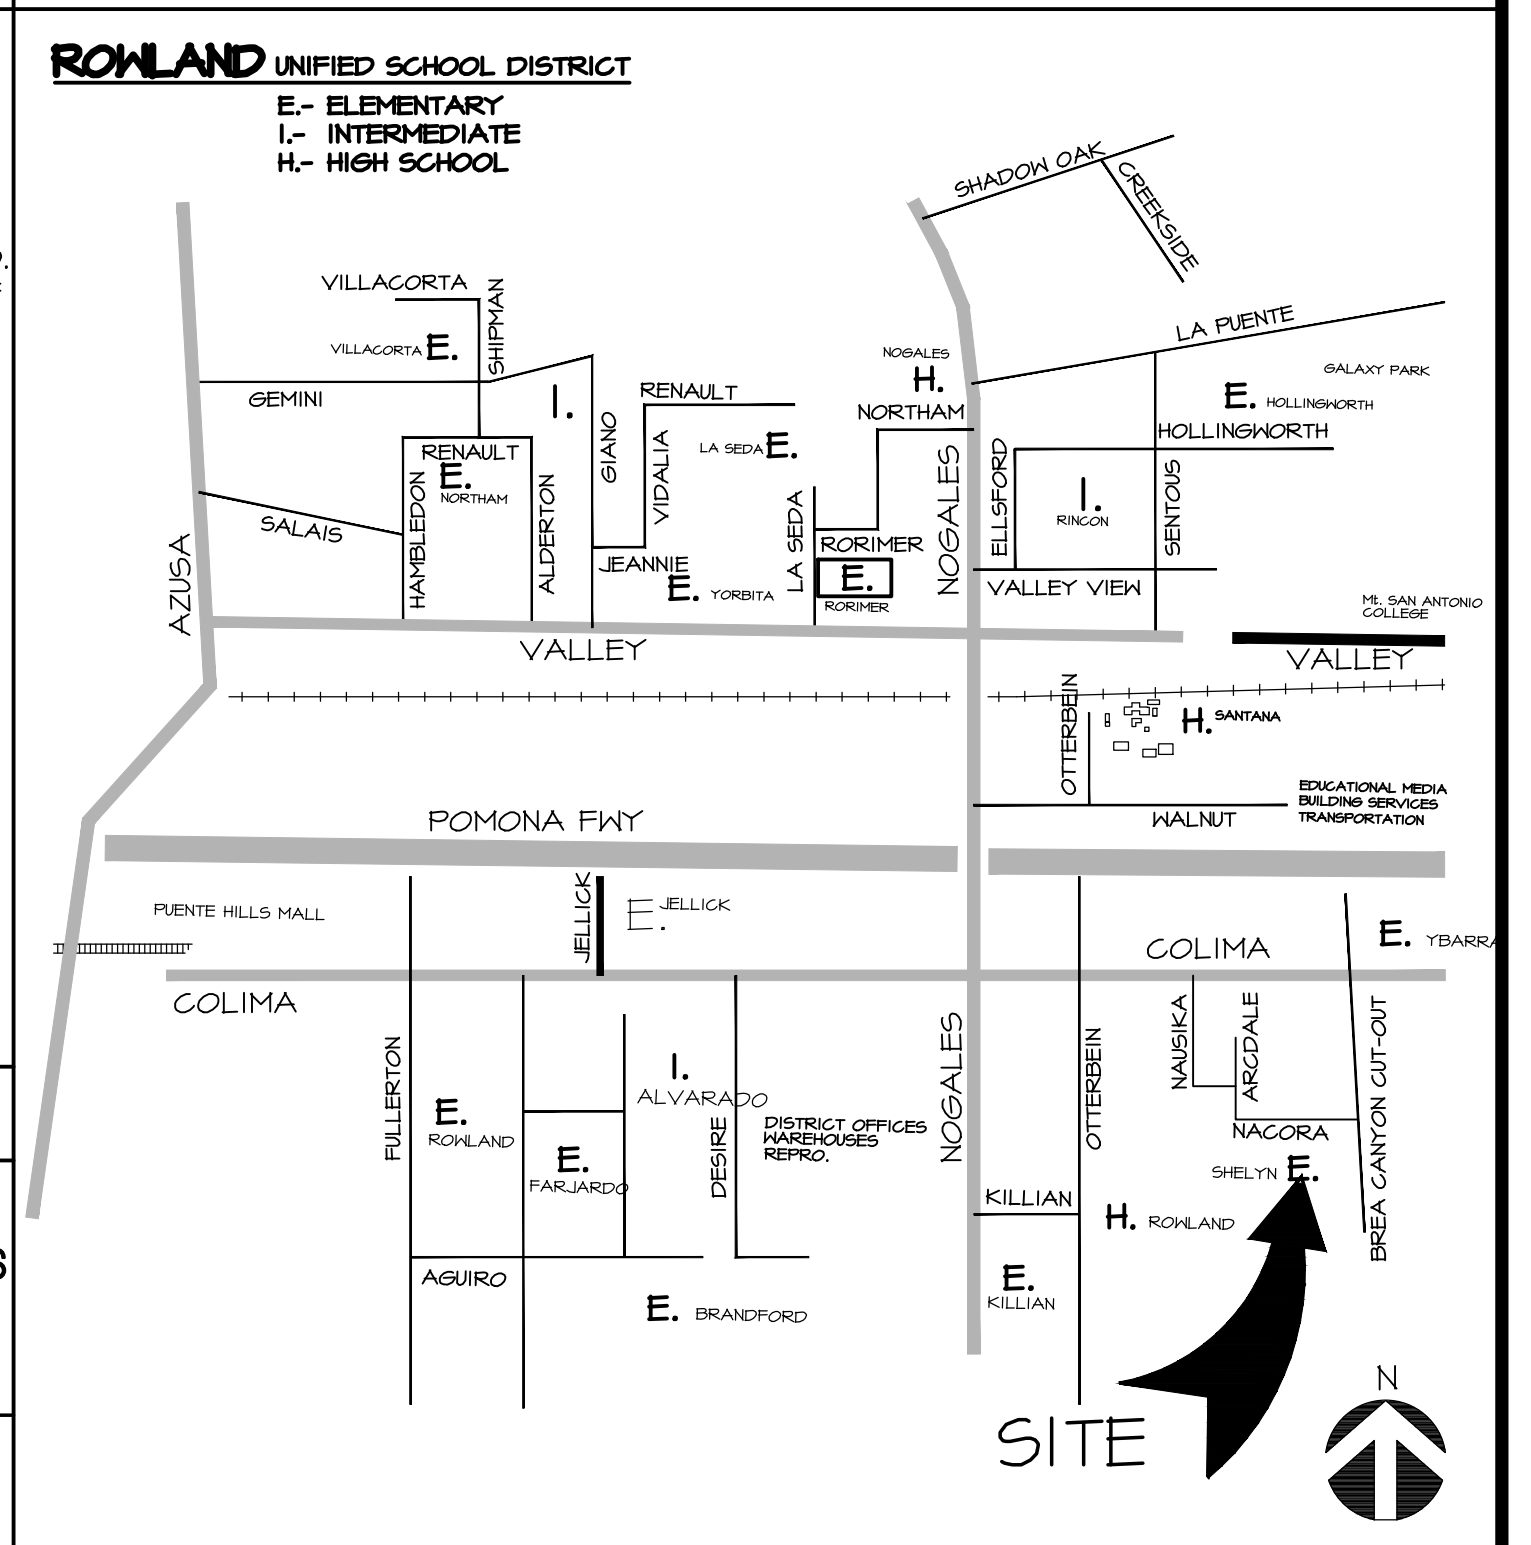 ROWLAND UNIFIED SCHOOL DISTRICT
E.- ELEMENTARY
I.- INTERMEDIATE
H.- HIGH SCHOOL
SHADOW OAK
CREEKSIDE
VILLACORTA
SHIPMAN
VILLACORTA E.
GEMINI
LA PUENTE
NOGALES
H.
GALAXY PARK
E. HOLLINGWORTH
HOLLINGWORTH
I.
GIANO
RENAULT
NORTHAM
VIDALIA
LA SEDA E.
RENAULT
E.
NORTHAM
HAMBLEDON
ALDERTON
SALAIS
AZUSA
JEANNIE
E. YORBITA
LA SEDA
RORIMER
E.
RORIMER
NOGALES
ELLSFORD
I.
RINCON
SENTOUS
VALLEY VIEW
Mt. SAN ANTONIO
COLLEGE
VALLEY
VALLEY
OTTERBEIN
H. SANTANA
EDUCATIONAL MEDIA
BUILDING SERVICES
TRANSPORTATION
WALNUT
POMONA FWY
PUENTE HILLS MALL
JELLICK
E. JELLICK
E. YBARRA
COLIMA
COLIMA
FULLERTON
E.
ROWLAND
E.
FARJARDO
I.
ALVARADO
DESIRE
DISTRICT OFFICES
WAREHOUSES
REPRO.
NOGALES
OTTERBEIN
NAUSIKA
ARCDALE
NACORA
BREA CANYON CUT-OUT
SHELYN E.
KILLIAN
H. ROWLAND
E.
KILLIAN
AGUIRO
E. BRANDFORD
SITE
N